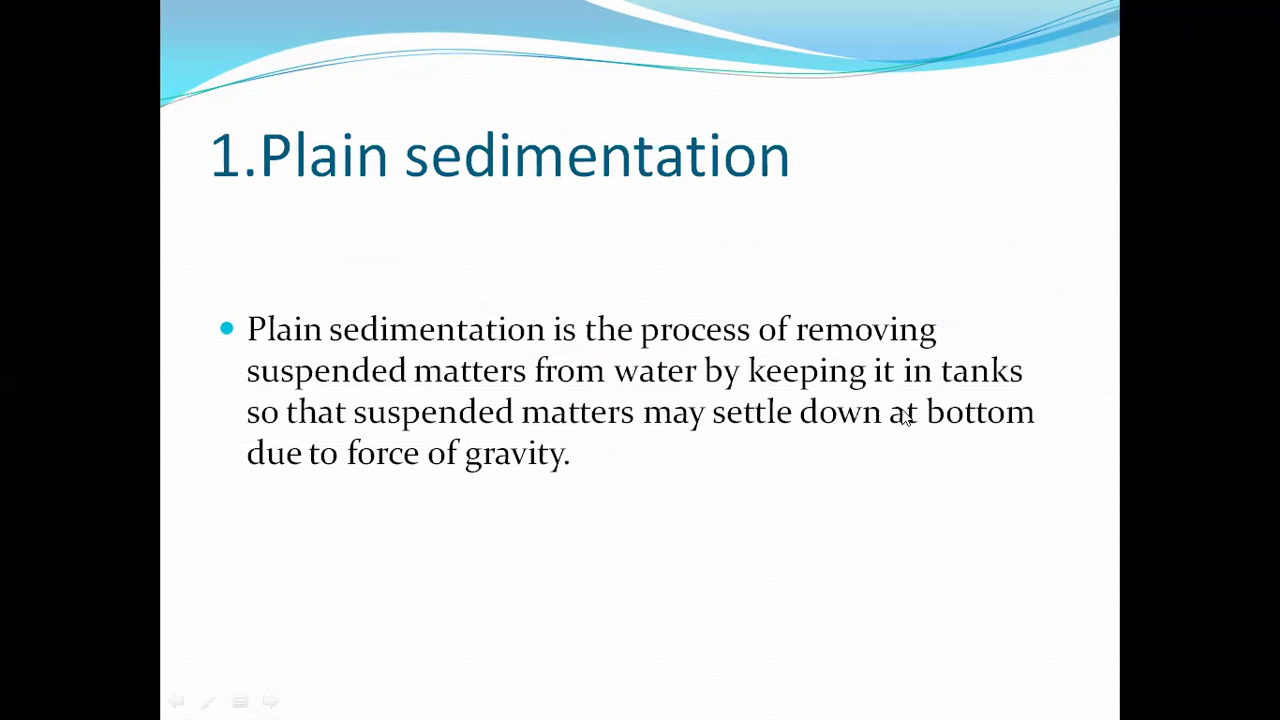 1.Plain sedimentation
Plain sedimentation is the process of removing
suspended matters from water by keeping it in tanks
so that suspended matters may settle down at bottom
due to force of gravity.